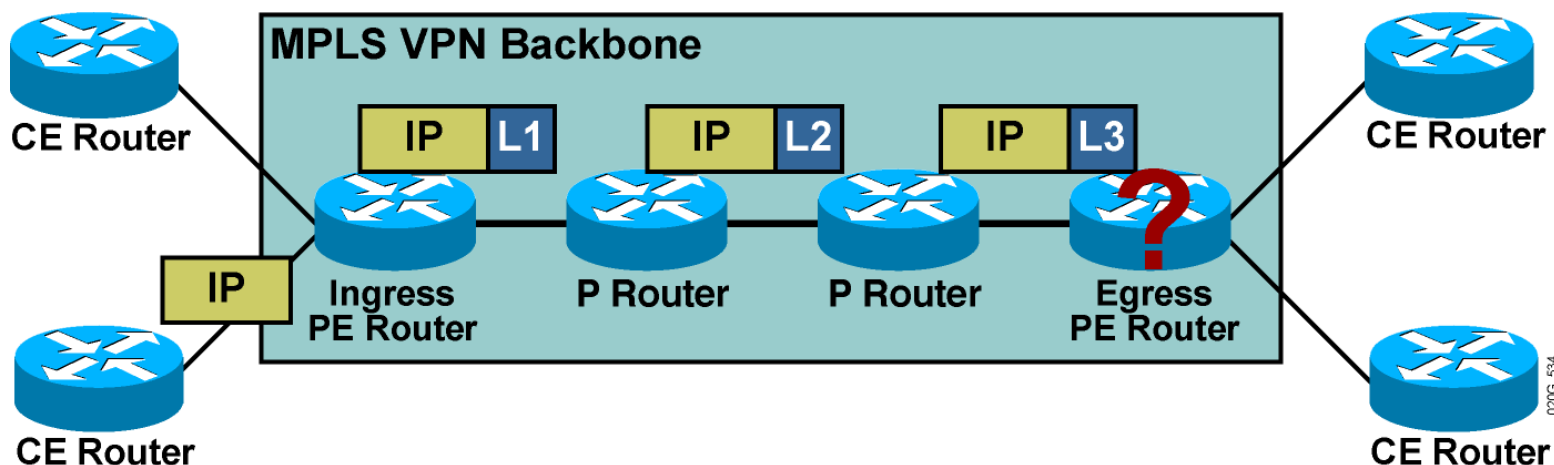 MPLS VPN Backbone
CE Router
CE Router
IP L1
IP L2
IP L3
?
IP
Ingress
PE Router
P Router
P Router
Egress
PE Router
CE Router
CE Router
020G_534